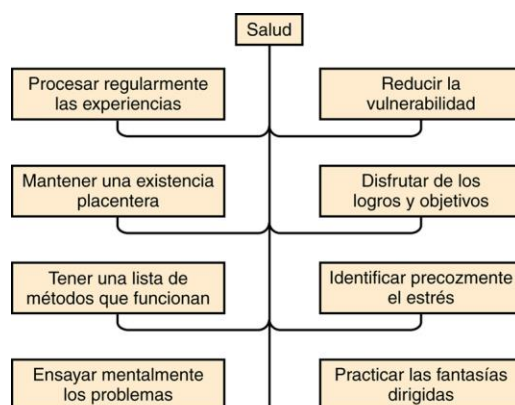 Salud
Procesar regularmente
las experiencias
Reducir la
vulnerabilidad
Mantener una existencia
placentera
Disfrutar de los
logros y objetivos
Tener una lista de
métodos que funcionan
Identificar precozmente
el estrés
Ensayar mentalmente
los problemas
Practicar las fantasías
dirigidas